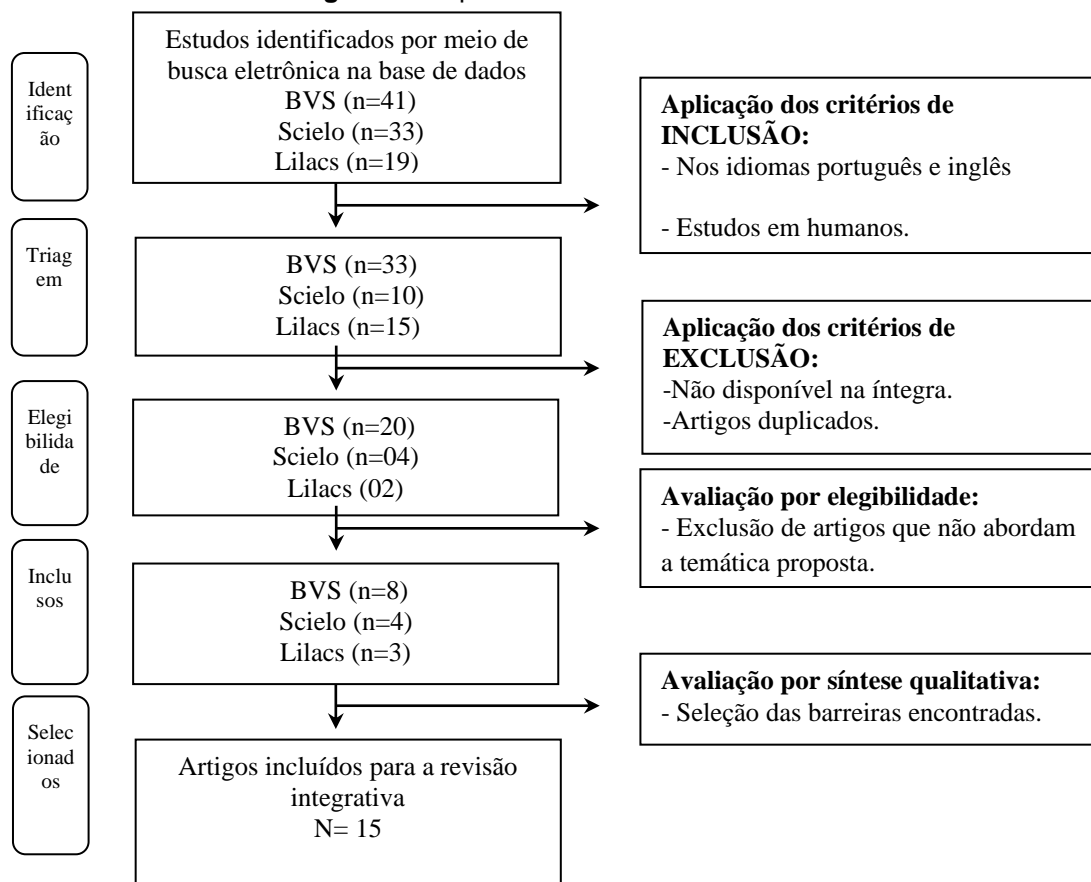 Estudos identificados por meio de
busca eletrônica na base de dados
BVS (n=41)
Scielo (n=33)
Lilacs (n=19)
Ident
ificaç
ão
Aplicação dos critérios de
INCLUSÃO:
- Nos idiomas português e inglês
- Estudos em humanos.
Triag
em
BVS (n=33)
Scielo (n=10)
Lilacs (n=15)
Aplicação dos critérios de
EXCLUSÃO:
-Não disponível na íntegra.
-Artigos duplicados.
Elegi
bilida
de
BVS (n=20)
Scielo (n=04)
Lilacs (02)
Avaliação por elegibilidade:
- Exclusão de artigos que não abordam
a temática proposta.
Inclu
sos
BVS (n=8)
Scielo (n=4)
Lilacs (n=3)
Avaliação por síntese qualitativa:
- Seleção das barreiras encontradas.
Selec
ionad
os
Artigos incluídos para a revisão
integrativa
N= 15